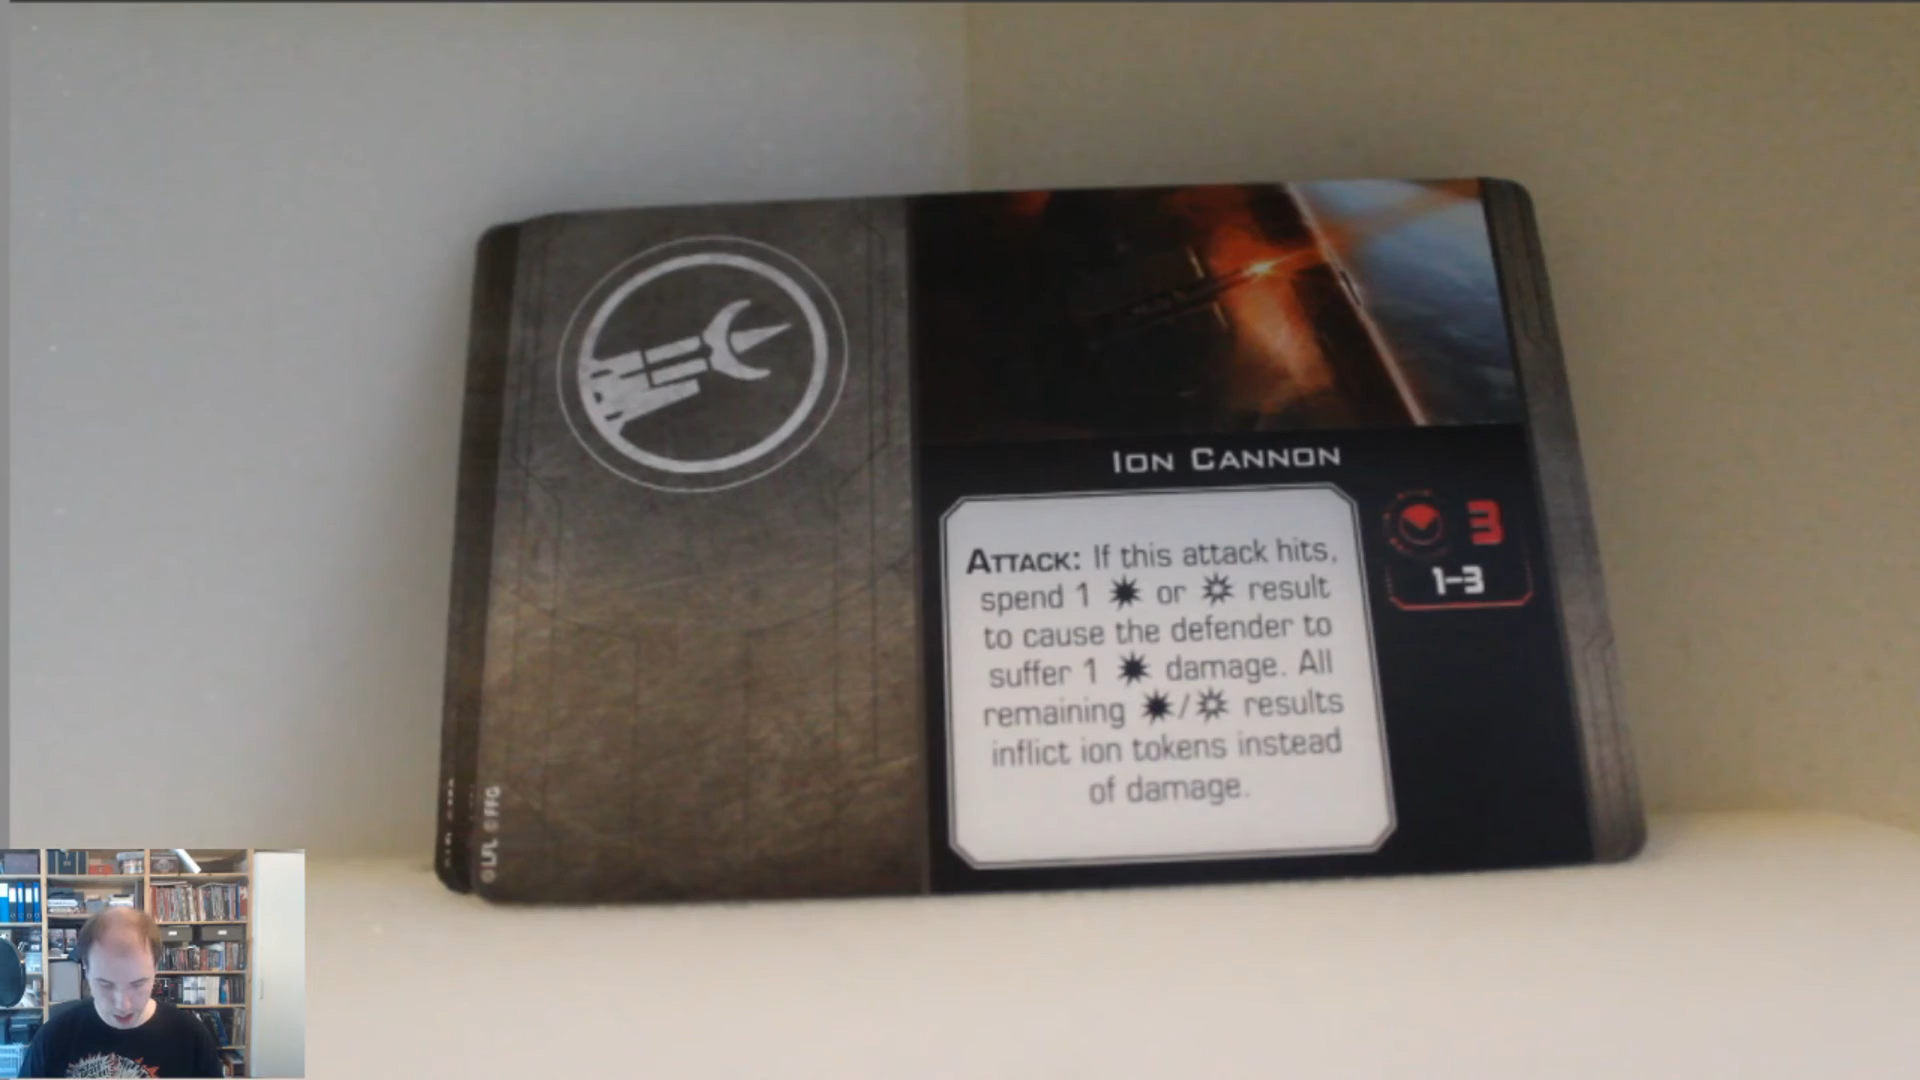 ION CANNON
ATTACK: If this attack hits,
spend 1 or result
to cause the defender to
suffer 1 damage. All
remaining / results
inflict ion tokens instead
of damage.
3
1–3
©LFL ©FFG